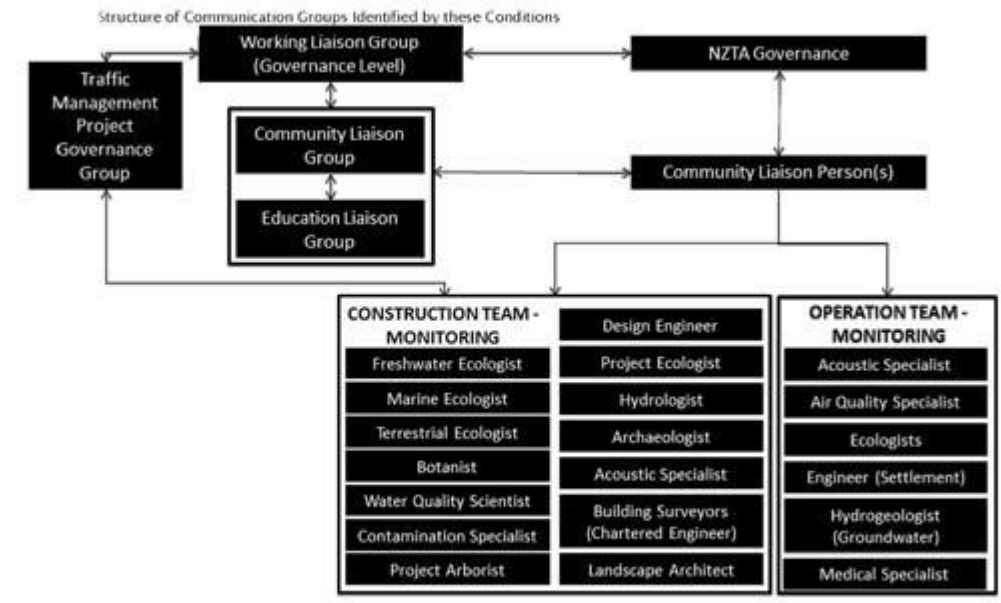 Structure of Communication Groups Identified by these Conditions
Working Liaison Group
(Governance Level)
NZTA Governance
Traffic
Management
Project
Governance
Group
Community Liaison
Group
Community Liaison Person(s)
Education Liaison
Group
CONSTRUCTION TEAM -
MONITORING
Freshwater Ecologist
Marine Ecologist
Terrestrial Ecologist
Botanist
Water Quality Scientist
Contamination Specialist
Project Arborist
Design Engineer
Project Ecologist
Hydrologist
Archaeologist
Acoustic Specialist
Building Surveyors
(Chartered Engineer)
Landscape Architect
OPERATION TEAM -
MONITORING
Acoustic Specialist
Air Quality Specialist
Ecologists
Engineer (Settlement)
Hydrogeologist
(Groundwater)
Medical Specialist